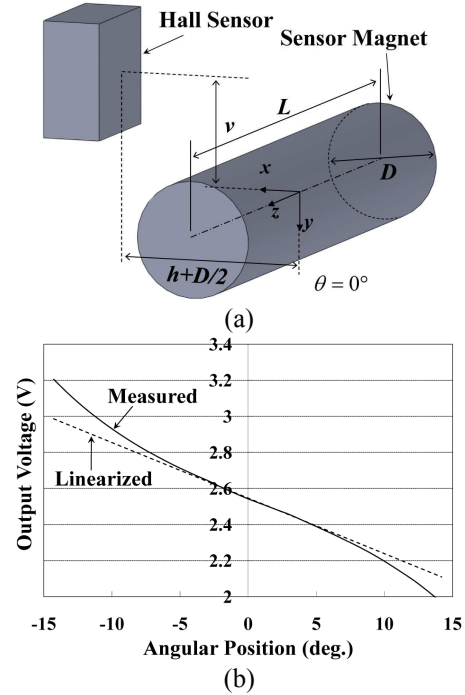 Hall Sensor
Sensor Magnet
L
v
x
D
z
y
h+D/2
θ = 0°
(a)
3.4
3.2
3
2.8
2.6
2.4
2.2
2
Measured
Linearized
Output Voltage (V)
-15 -10 -5 0 5 10 15
Angular Position (deg.)
(b)